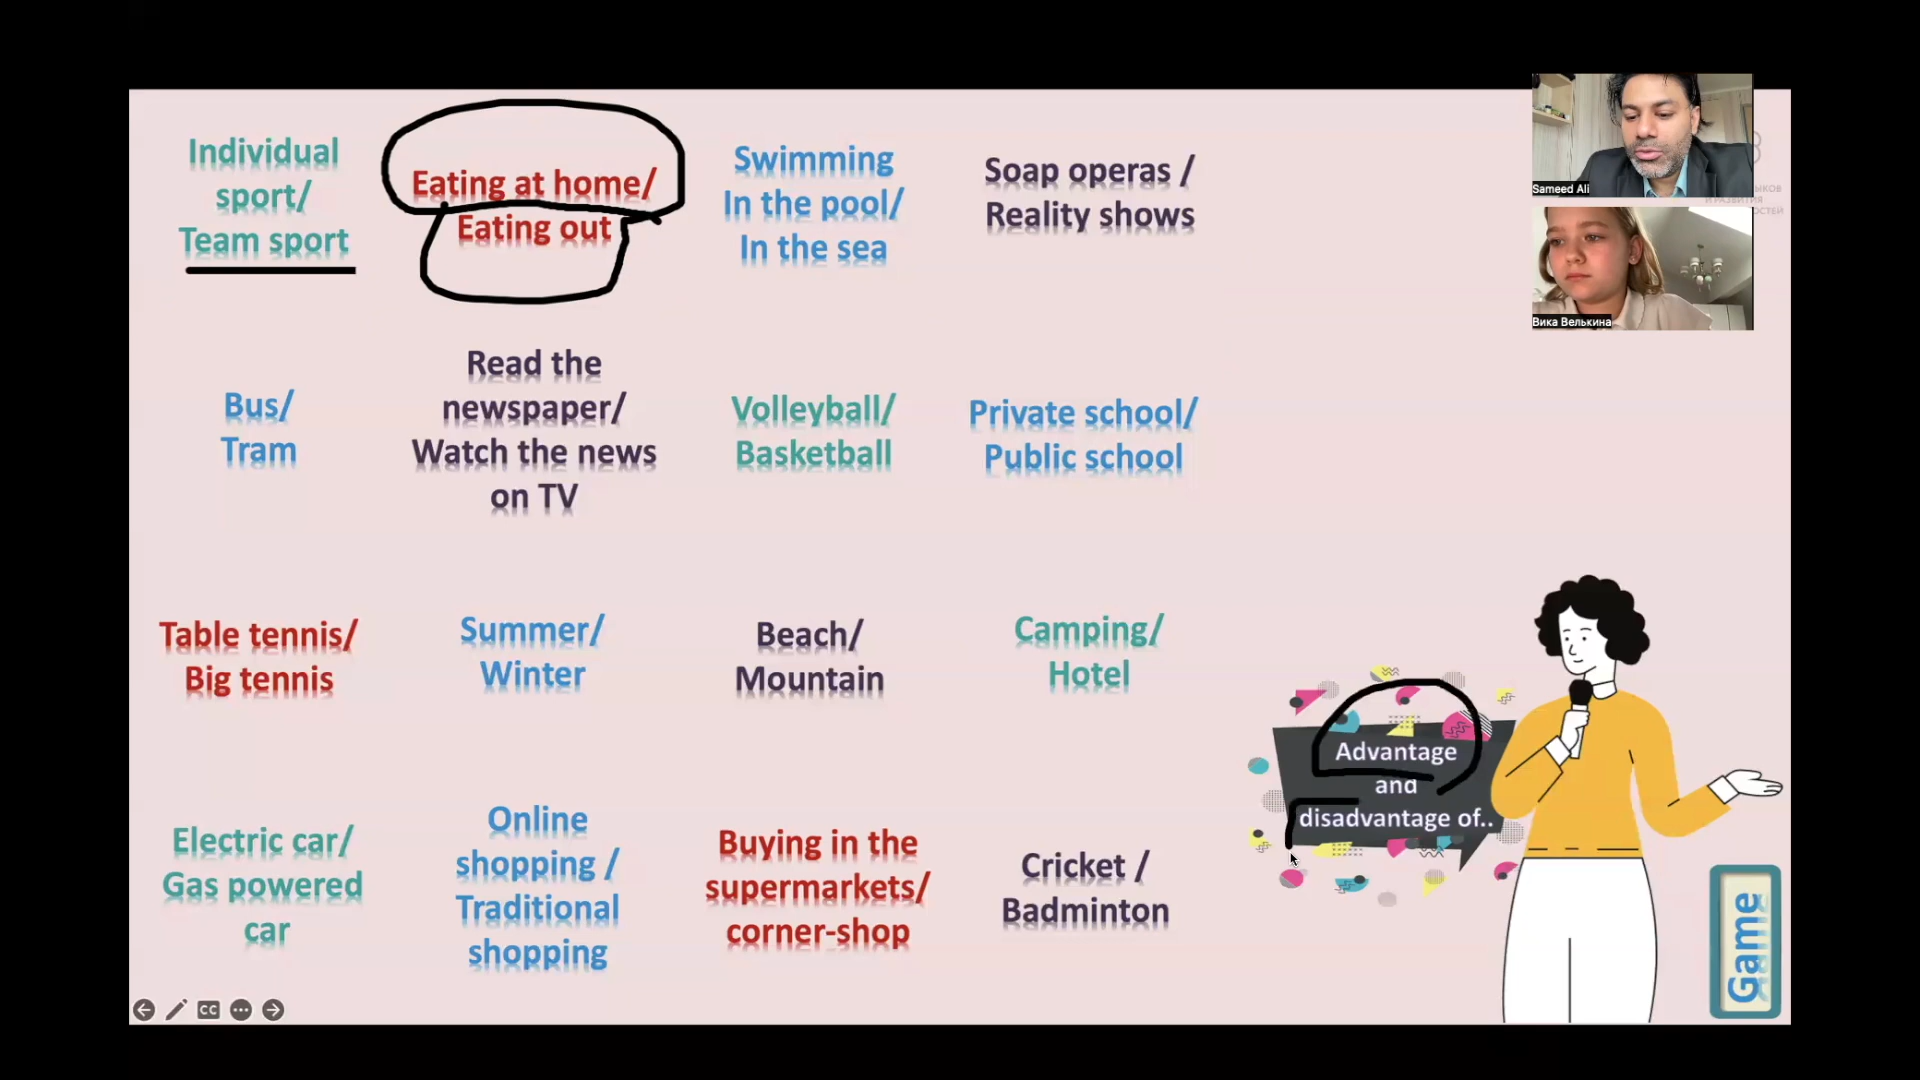 Individual
sport/
Team sport
Eating at home/
Eating out
Swimming
In the pool/
In the sea
Soap operas /
Reality shows
Sameed Ali
Вика Велькина
Bus/
Tram
Read the
newspaper/
Watch the news
on TV
Volleyball/
Basketball
Private school/
Public school
Table tennis/
Big tennis
Summer/
Winter
Beach/
Mountain
Camping/
Hotel
Advantage
and
disadvantage of..
Electric car/
Gas powered
car
Online
shopping /
Traditional
shopping
Buying in the
supermarkets/
corner-shop
Cricket /
Badminton
Game
CC